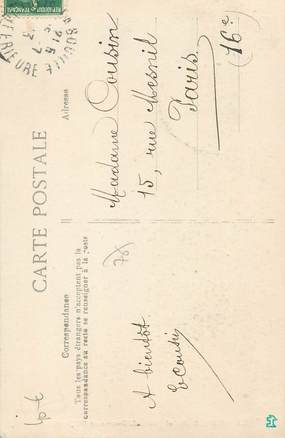 CARTE POSTALE
Correspondance
Tous les pays étrangers n'acceptent pas la
correspondance au recto se renseigner à la poste
Adresse
A bientôt
Madame Cousin
15, rue Mesnil
Paris
(16e)